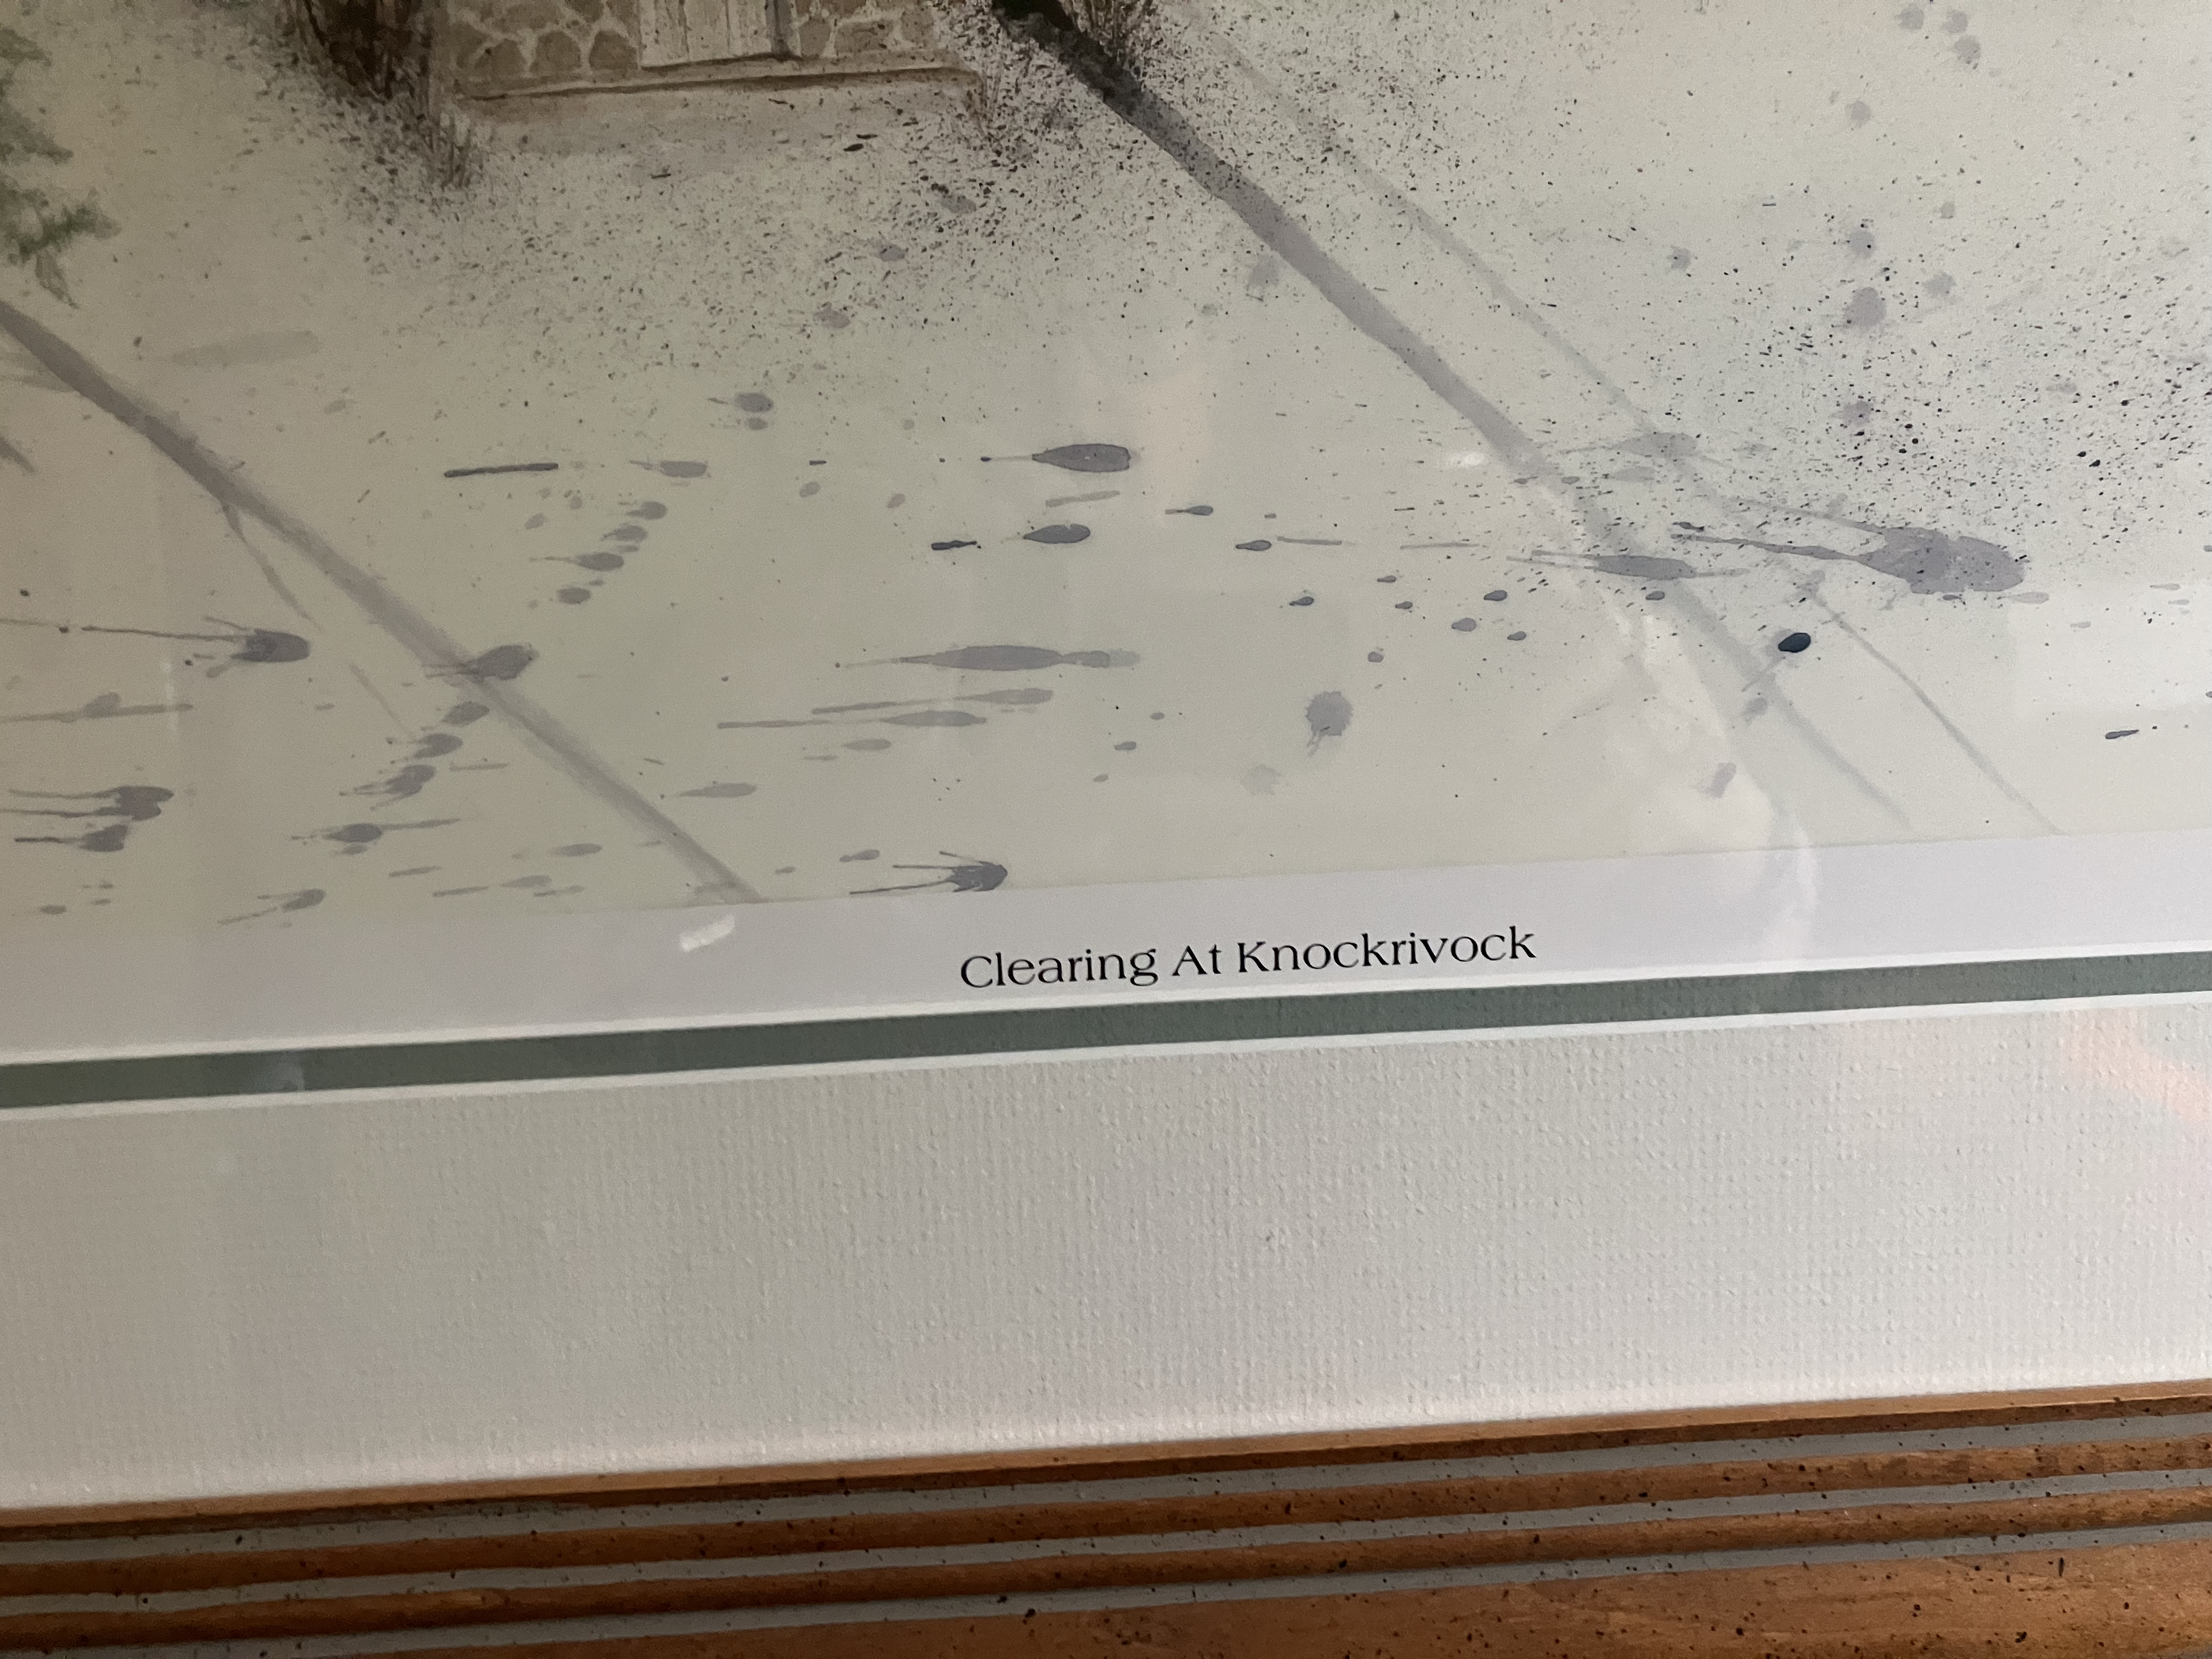 Clearing At Knockrivock